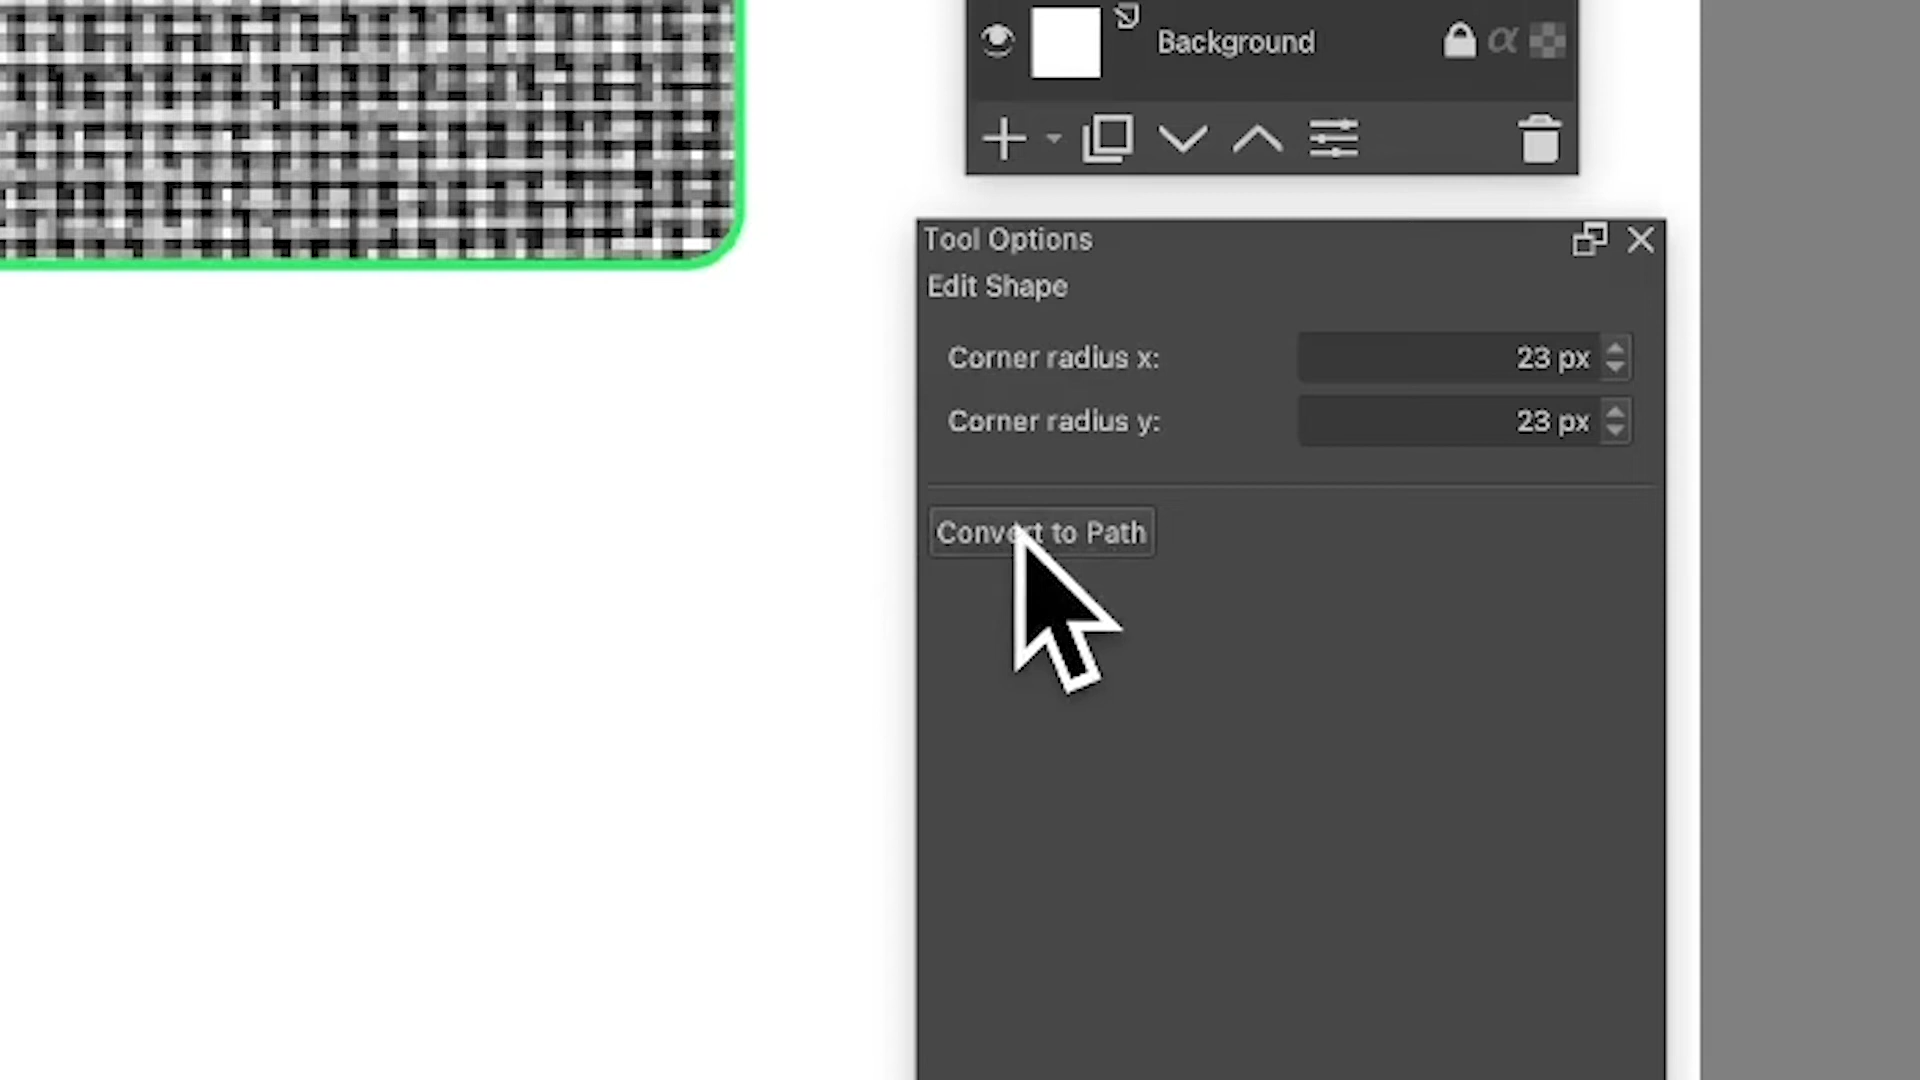 Background
Tool Options
Edit Shape
Corner radius x: 23 px
Corner radius y: 23 px
Convert to Path